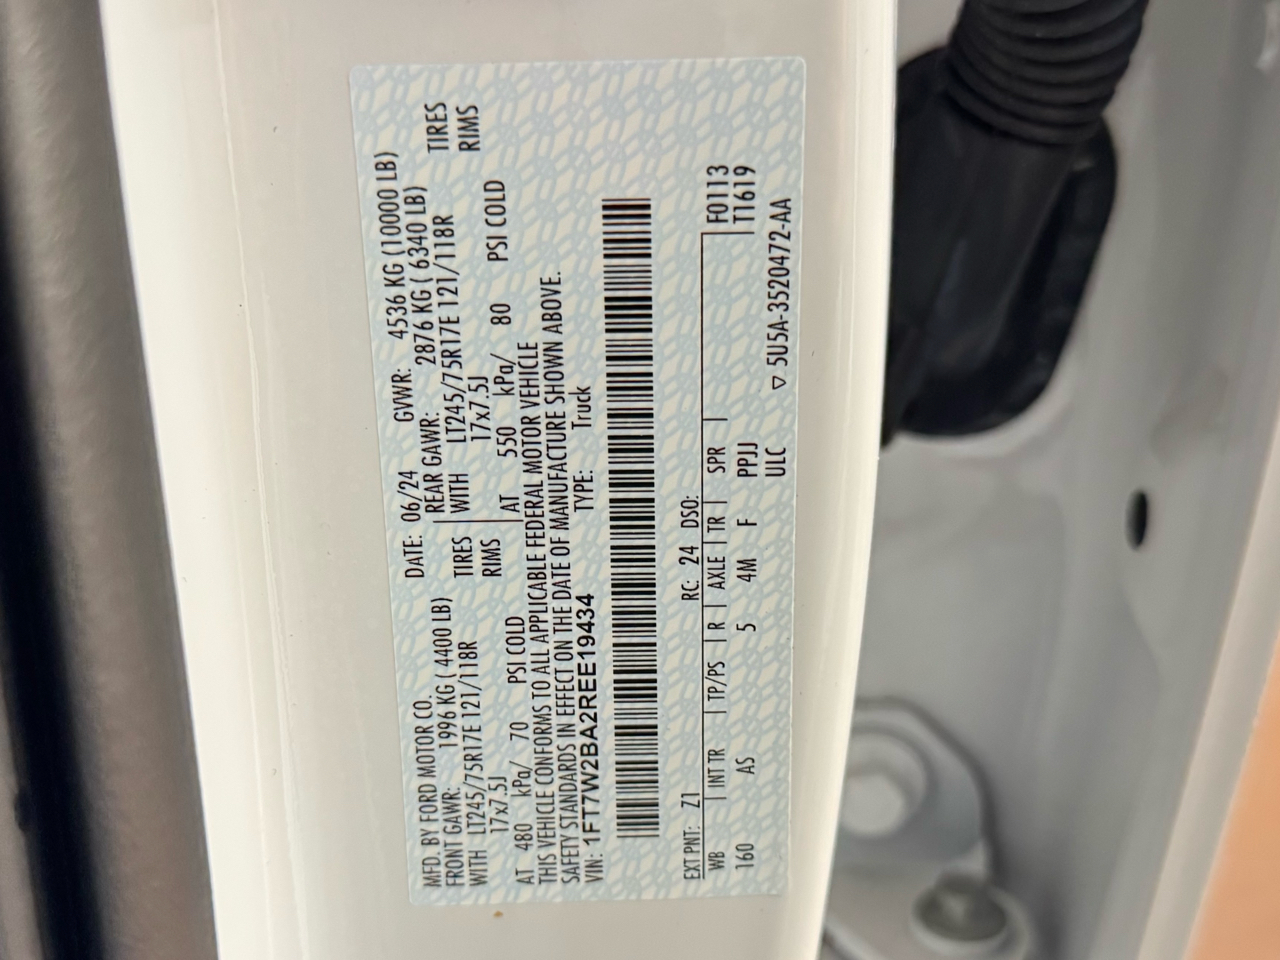 MFD. BY FORD MOTOR CO. DATE: 06/24 GVWR: 4536 KG (10000 LB)
FRONT GAWR: 1996 KG ( 4400 LB) REAR GAWR: 2876 KG ( 6340 LB)
WITH LT245/75R17E 121/118R TIRES WITH LT245/75R17E 121/118R TIRES
17x7.5J RIMS 17x7.5J RIMS
AT 480 kPa/ 70 PSI COLD AT 550 kPa/ 80 PSI COLD
THIS VEHICLE CONFORMS TO ALL APPLICABLE FEDERAL MOTOR VEHICLE
SAFETY STANDARDS IN EFFECT ON THE DATE OF MANUFACTURE SHOWN ABOVE.
VIN: 1FT7W2BA2REE19434 TYPE: Truck
EXT PNT: Z1 RC: 24 DSO:
WB INT TR TP/PS R AXLE TR SPR F0113
160 AS 5 4M F PPJJ T1619
ULC ▽ 5U5A-3520472-AA